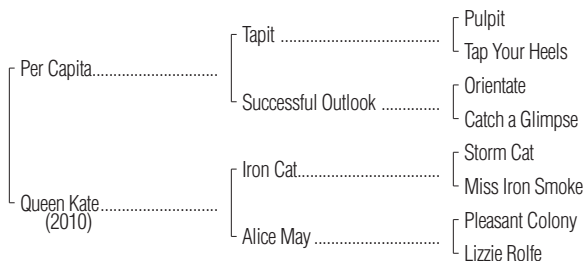 Pulpit
Tapit
Tap Your Heels
Per Capita
Orientate
Successful Outlook
Catch a Glimpse
Storm Cat
Iron Cat
Miss Iron Smoke
Queen Kate
(2010)
Pleasant Colony
Alice May
Lizzie Rolfe